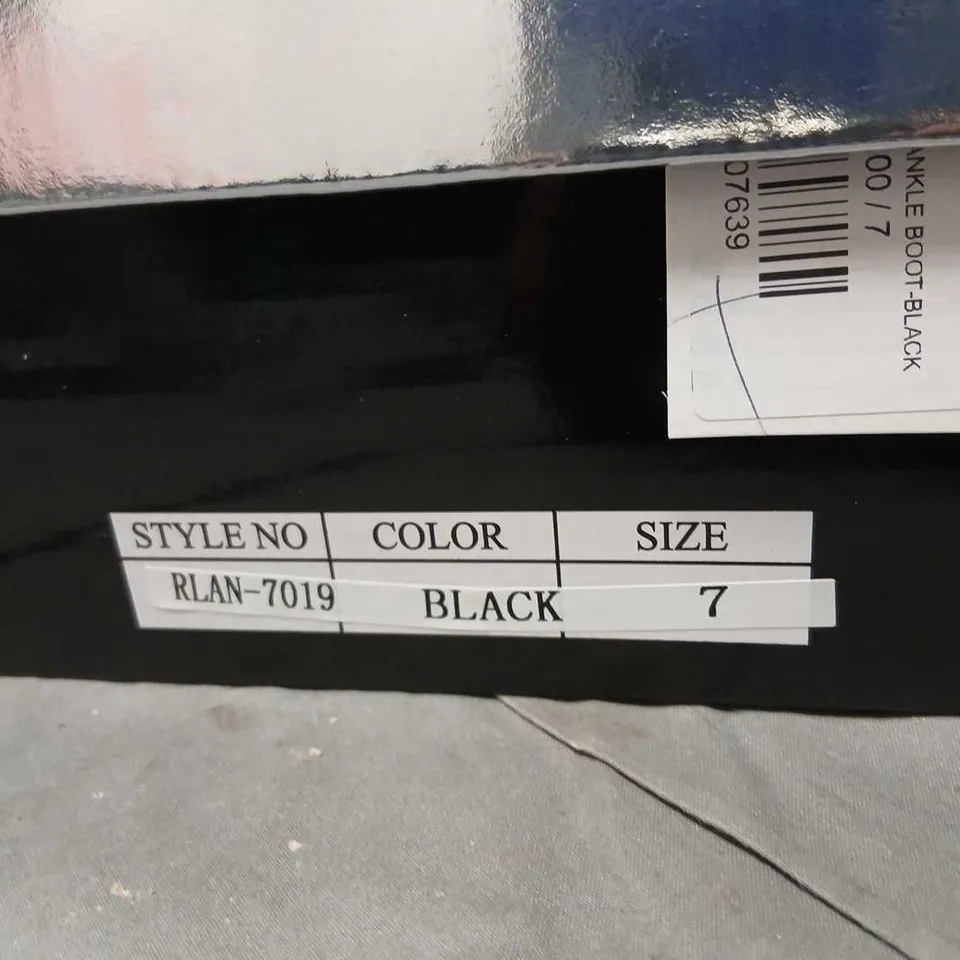 ANKLE BOOT-BLACK
00 / 7
07639
STYLE NO COLOR SIZE
RLAN-7019 BLACK 7